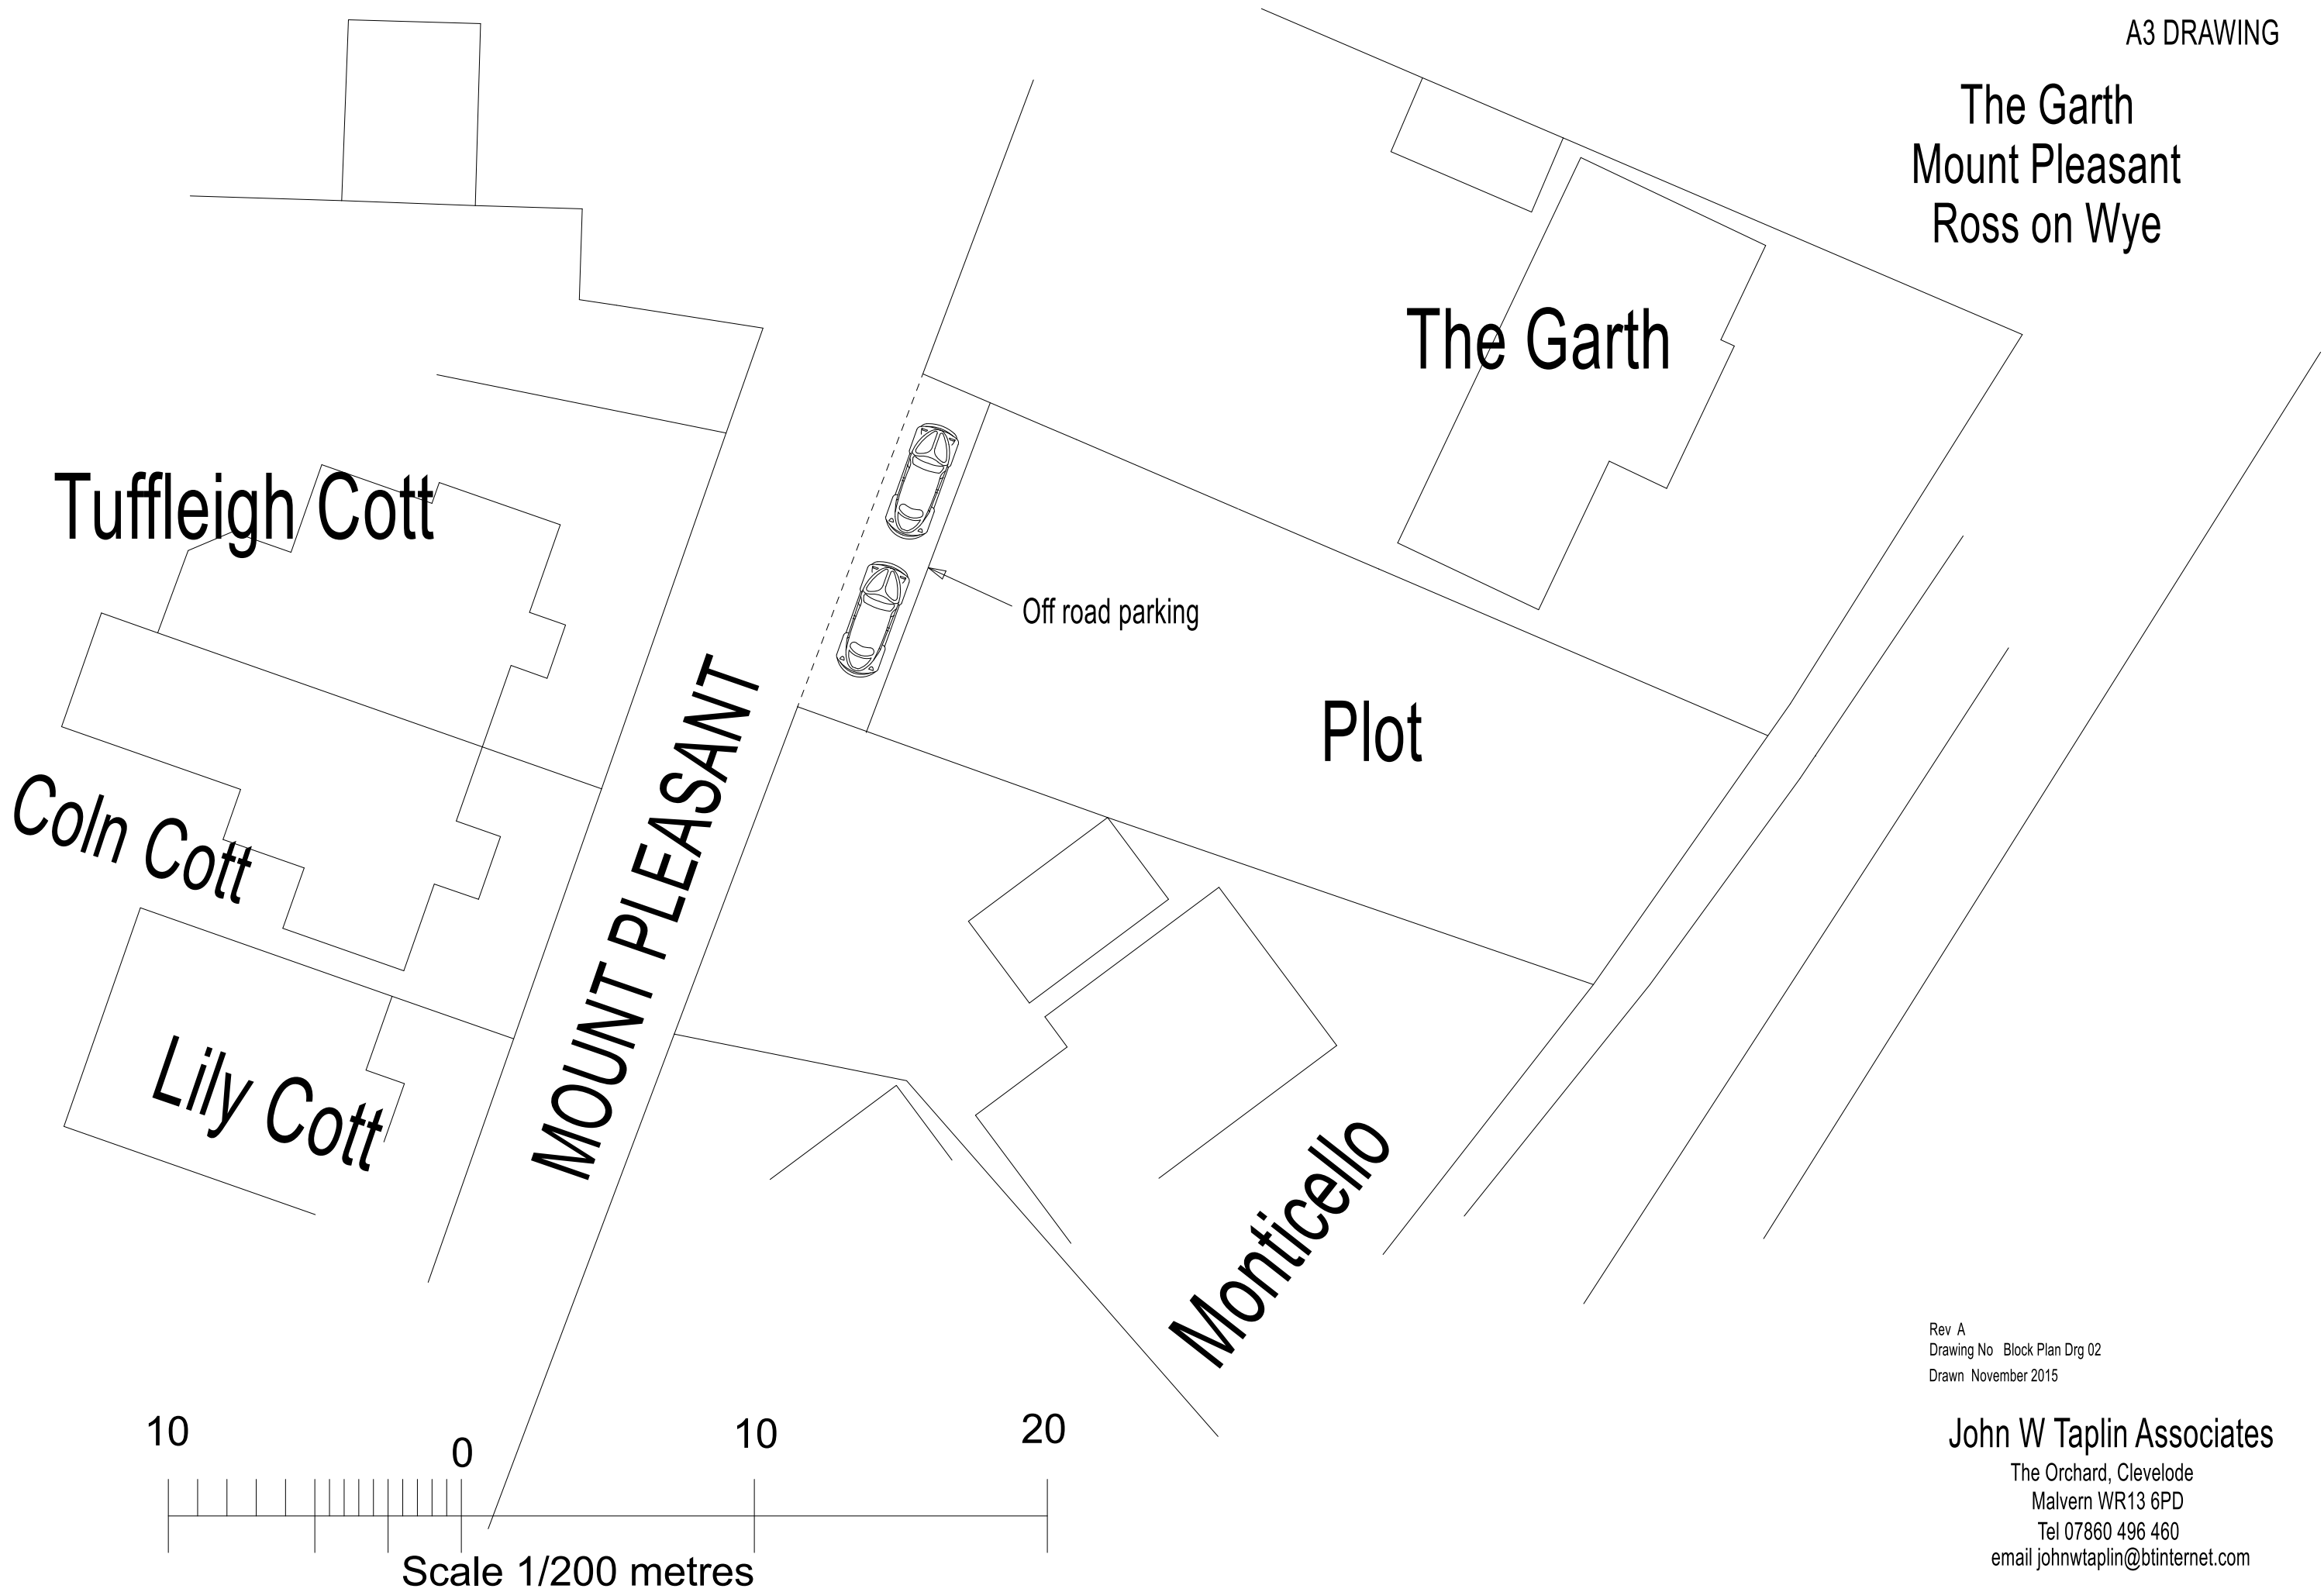 A3 DRAWING
The Garth
Mount Pleasant
Ross on Wye
The Garth
Tuffleigh Cott
Off road parking
Plot
Coln Cott
MOUNT PLEASANT
Lily Cott
Monticello
Rev A
Drawing No Block Plan Drg 02
Drawn November 2015
John W Taplin Associates
The Orchard, Clevelode
Malvern WR13 6PD
Tel 07860 496 460
email johnwtaplin@btinternet.com
10 0 10 20
Scale 1/200 metres